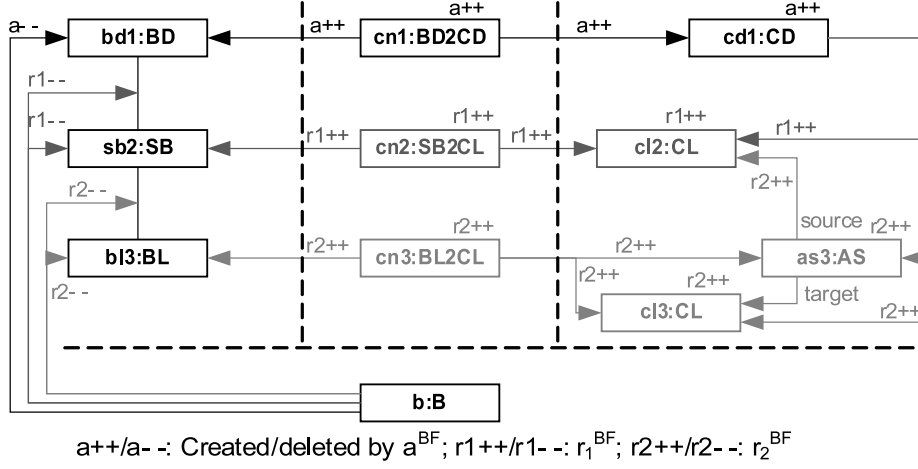 a++ a++
a-- bd1:BD a++ cn1:BD2CD a++ cd1:CD
r1--
r1++ r1++
r1-- sb2:SB r1++ cn2:SB2CL r1++ cl2:CL r1++
r2-- r2++
source
r2++ r2++
bl3:BL r2++ cn3:BL2CL r2++ as3:AS
r2-- r2++ r2++
target
cl3:CL r2++
b:B
a++/a--: Created/deleted by a^BF; r1++/r1--: r₁^BF; r2++/r2--: r₂^BF